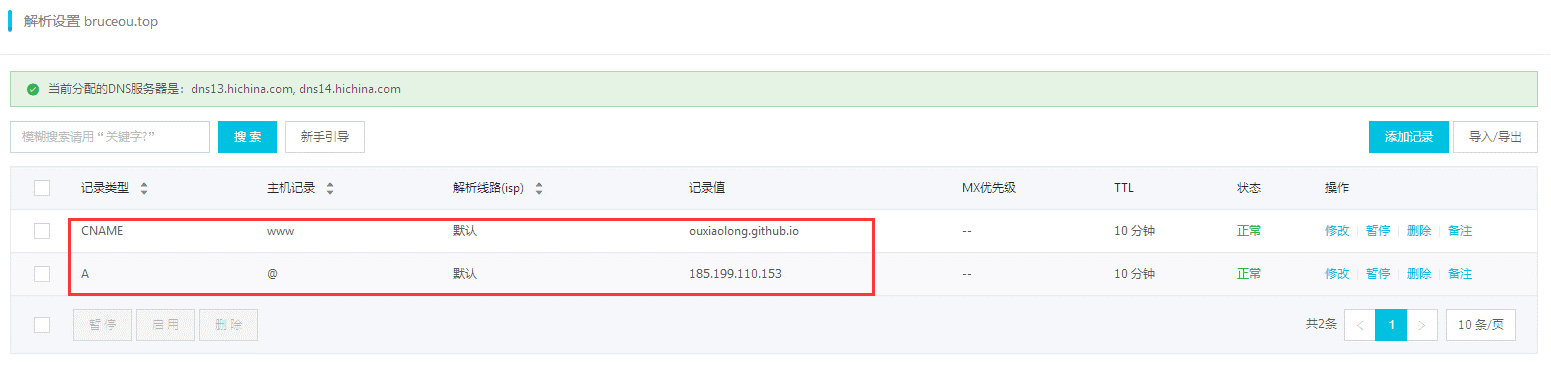 解析设置 bruceou.top
当前分配的DNS服务器是：dns13.hichina.com, dns14.hichina.com
模糊搜索请用“关键字?” 搜 索 新手引导 添加记录 导入/导出
记录类型 主机记录 解析线路(isp) 记录值 MX优先级 TTL 状态 操作
CNAME www 默认 ouxiaolong.github.io -- 10 分钟 正常 修改 暂停 删除 备注
A @ 默认 185.199.110.153 -- 10 分钟 正常 修改 暂停 删除 备注
暂 停 启 用 删 除 共2条 < 1 > 10 条/页